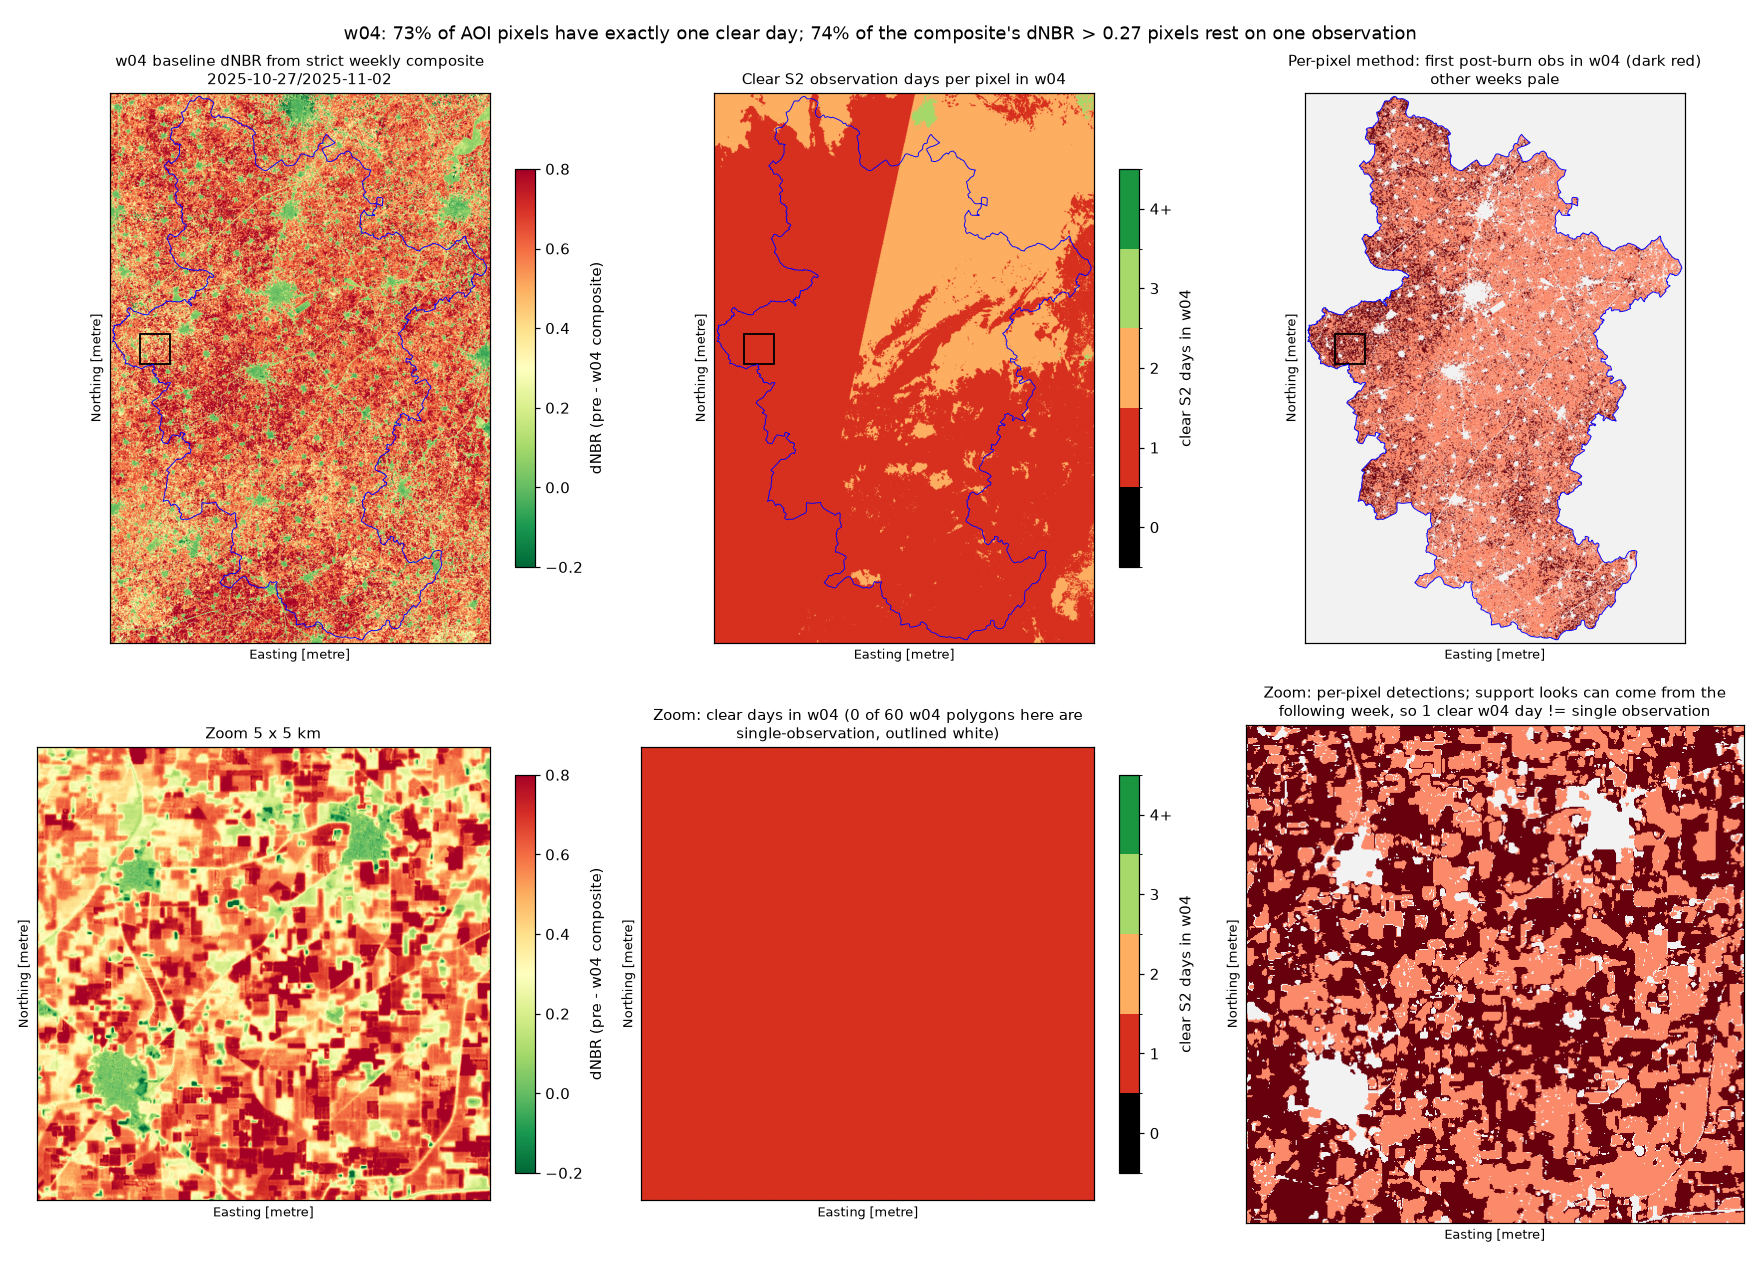 w04: 73% of AOI pixels have exactly one clear day; 74% of the composite's dNBR > 0.27 pixels rest on one observation
w04 baseline dNBR from strict weekly composite
2025-10-27/2025-11-02
Northing [metre]
Easting [metre]
0.8
0.6
0.4
0.2
0.0
−0.2
dNBR (pre - w04 composite)
Clear S2 observation days per pixel in w04
Northing [metre]
Easting [metre]
4+
3
2
1
0
clear S2 days in w04
Per-pixel method: first post-burn obs in w04 (dark red)
other weeks pale
Northing [metre]
Easting [metre]
Zoom 5 x 5 km
Northing [metre]
Easting [metre]
0.8
0.6
0.4
0.2
0.0
−0.2
dNBR (pre - w04 composite)
Zoom: clear days in w04 (0 of 60 w04 polygons here are
single-observation, outlined white)
Northing [metre]
Easting [metre]
4+
3
2
1
0
clear S2 days in w04
Zoom: per-pixel detections; support looks can come from the
following week, so 1 clear w04 day != single observation
Northing [metre]
Easting [metre]